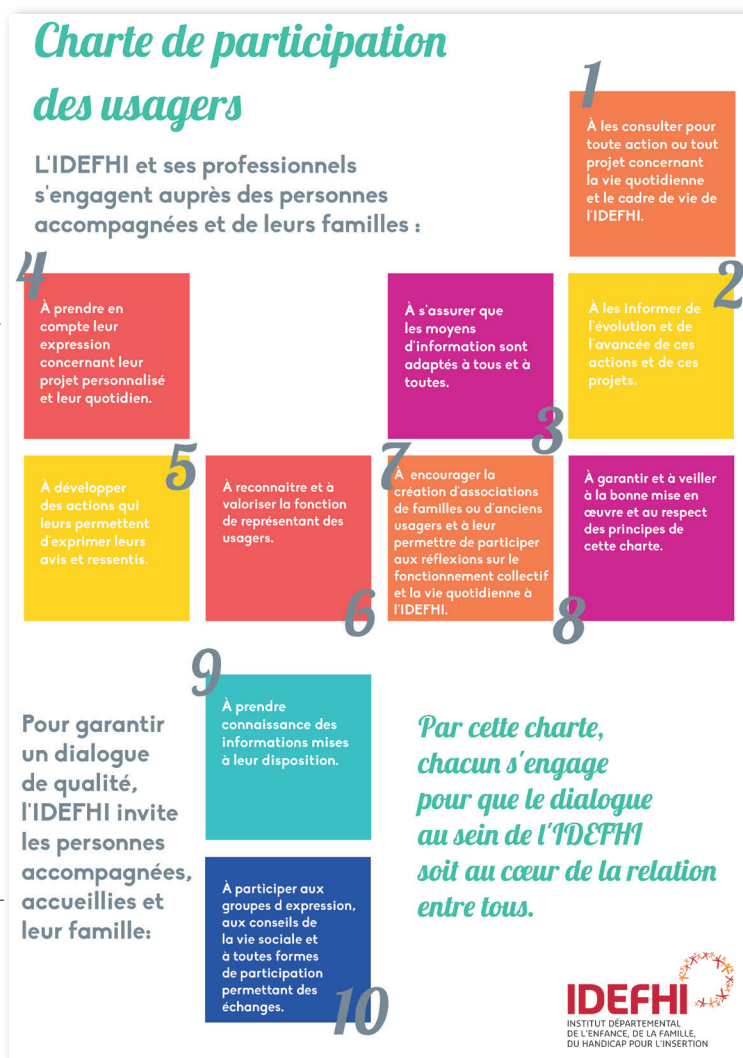 Charte de participation
des usagers
L'IDEFHI et ses professionnels
s'engagent auprès des personnes
accompagnées et de leurs familles :
1
À les consulter pour
toute action ou tout
projet concernant
la vie quotidienne
et le cadre de vie de
l'IDEFHI.
2
À les informer de
l'évolution et de
l'avancée de ces
actions et de ces
projets.
3
À s'assurer que
les moyens
d'information sont
adaptés à tous et à
toutes.
4
À prendre en
compte leur
expression
concernant leur
projet personnalisé
et leur quotidien.
5
À développer
des actions qui
leurs permettent
d'exprimer leurs
avis et ressentis.
6
À reconnaitre et à
valoriser la fonction
de représentant des
usagers.
7
À encourager la
création d'associations
de familles ou d'anciens
usagers et à leur
permettre de participer
aux réflexions sur le
fonctionnement collectif
et la vie quotidienne à
l'IDEFHI.
8
À garantir et à veiller
à la bonne mise en
œuvre et au respect
des principes de
cette charte.
Pour garantir
un dialogue
de qualité,
l'IDEFHI invite
les personnes
accompagnées,
accueillies et
leur famille:
9
À prendre
connaissance des
informations mises
à leur disposition.
10
À participer aux
groupes d expression,
aux conseils de
la vie sociale et
à toutes formes
de participation
permettant des
échanges.
Par cette charte,
chacun s'engage
pour que le dialogue
au sein de l'IDEFHI
soit au cœur de la relation
entre tous.
IDEFHI
INSTITUT DÉPARTEMENTAL
DE L'ENFANCE, DE LA FAMILLE,
DU HANDICAP POUR L'INSERTION